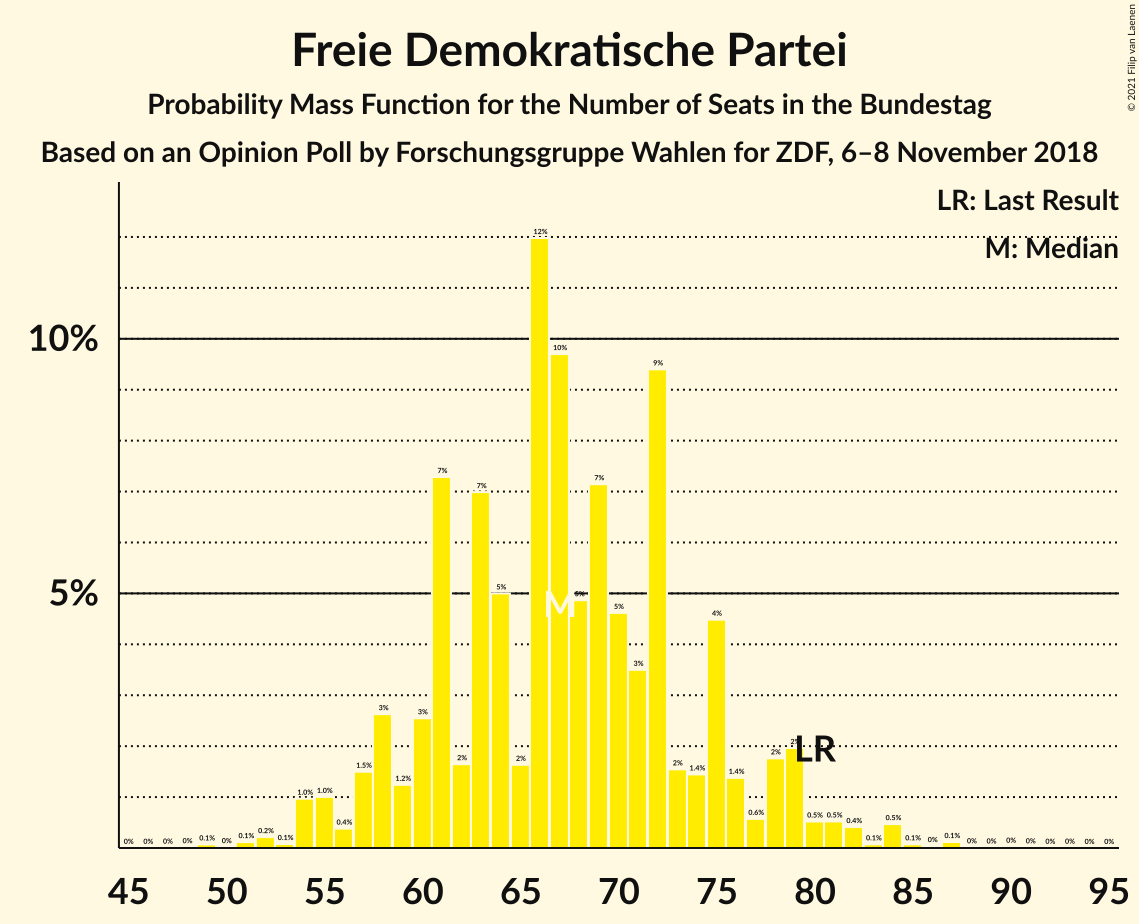 Freie Demokratische Partei
Probability Mass Function for the Number of Seats in the Bundestag
Based on an Opinion Poll by Forschungsgruppe Wahlen for ZDF, 6–8 November 2018
© 2021 Filip van Laenen
LR: Last Result
M: Median
10%
5%
0% 0% 0% 0% 0.1% 0% 0.1% 0.2% 0.1% 1.0% 1.0% 0.4% 1.5% 3% 1.2% 3% 7% 2% 7% 5% 2% 12% 10% 5% 7% 5% 3% 9% 2% 1.4% 4% 1.4% 0.6% 2% 2% 0.5% 0.5% 0.4% 0.1% 0.5% 0.1% 0% 0.1% 0% 0% 0% 0% 0% 0% 0% 0%
M
LR
45 50 55 60 65 70 75 80 85 90 95